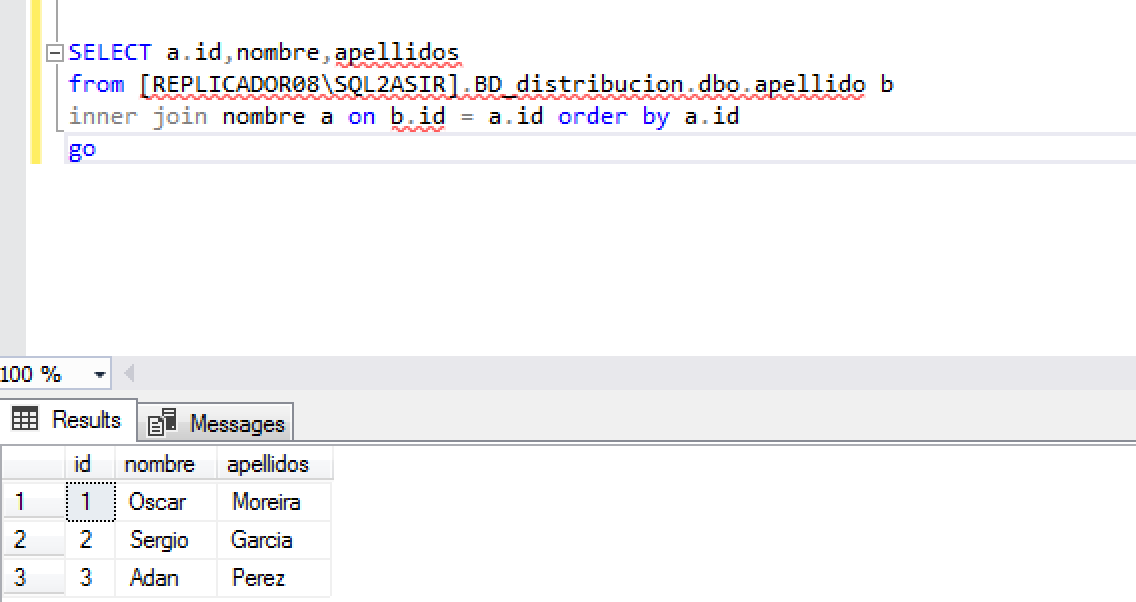 SELECT a.id,nombre,apellidos
from [REPLICADOR08\SQL2ASIR].BD_distribucion.dbo.apellido b
inner join nombre a on b.id = a.id order by a.id
go
100 %
Results Messages
id nombre apellidos
1 1 Oscar Moreira
2 2 Sergio Garcia
3 3 Adan Perez